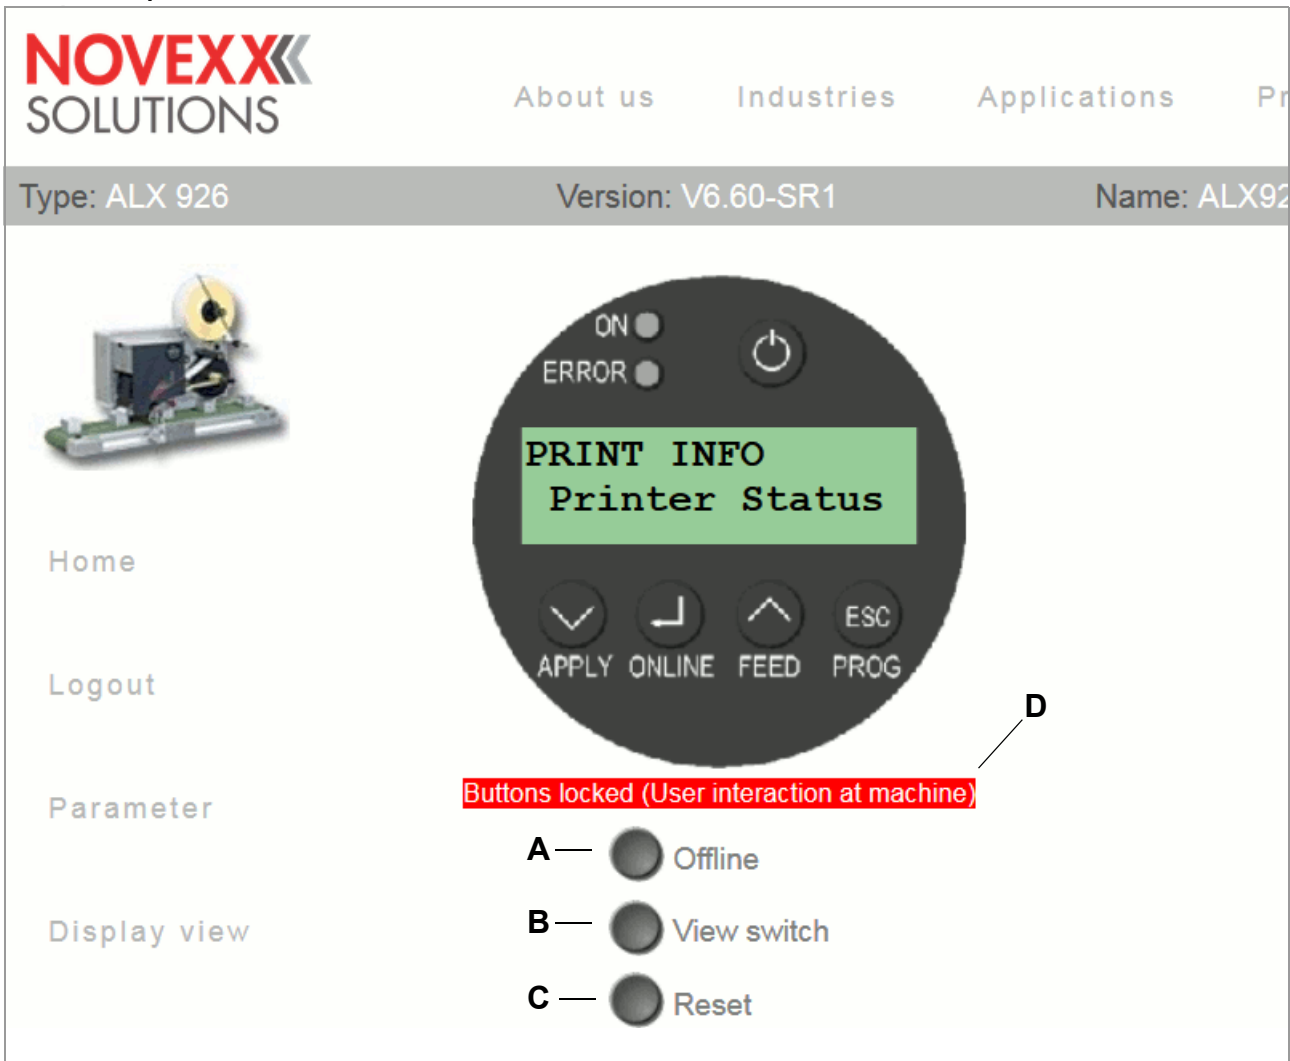 NOVEXX
SOLUTIONS
About us Industries Applications Pr
Type: ALX 926 Version: V6.60-SR1 Name: ALX92
ON
ERROR
PRINT INFO
Printer Status
ESC
APPLY ONLINE FEED PROG
Home
Logout
Parameter
Display view
D
Buttons locked (User interaction at machine)
A Offline
B View switch
C Reset